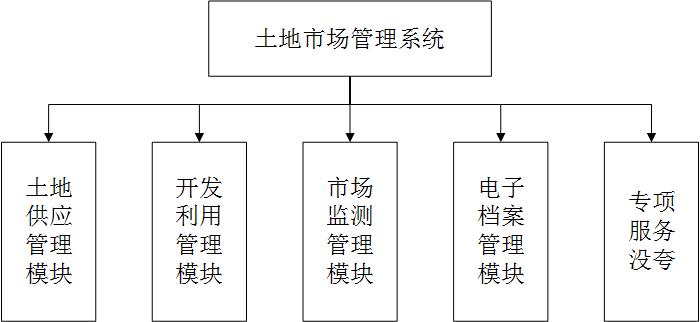 土地市场管理系统
土地
供应
管理
模块
开发
利用
管理
模块
市场
监测
管理
模块
电子
档案
管理
模块
专项
服务
没夸